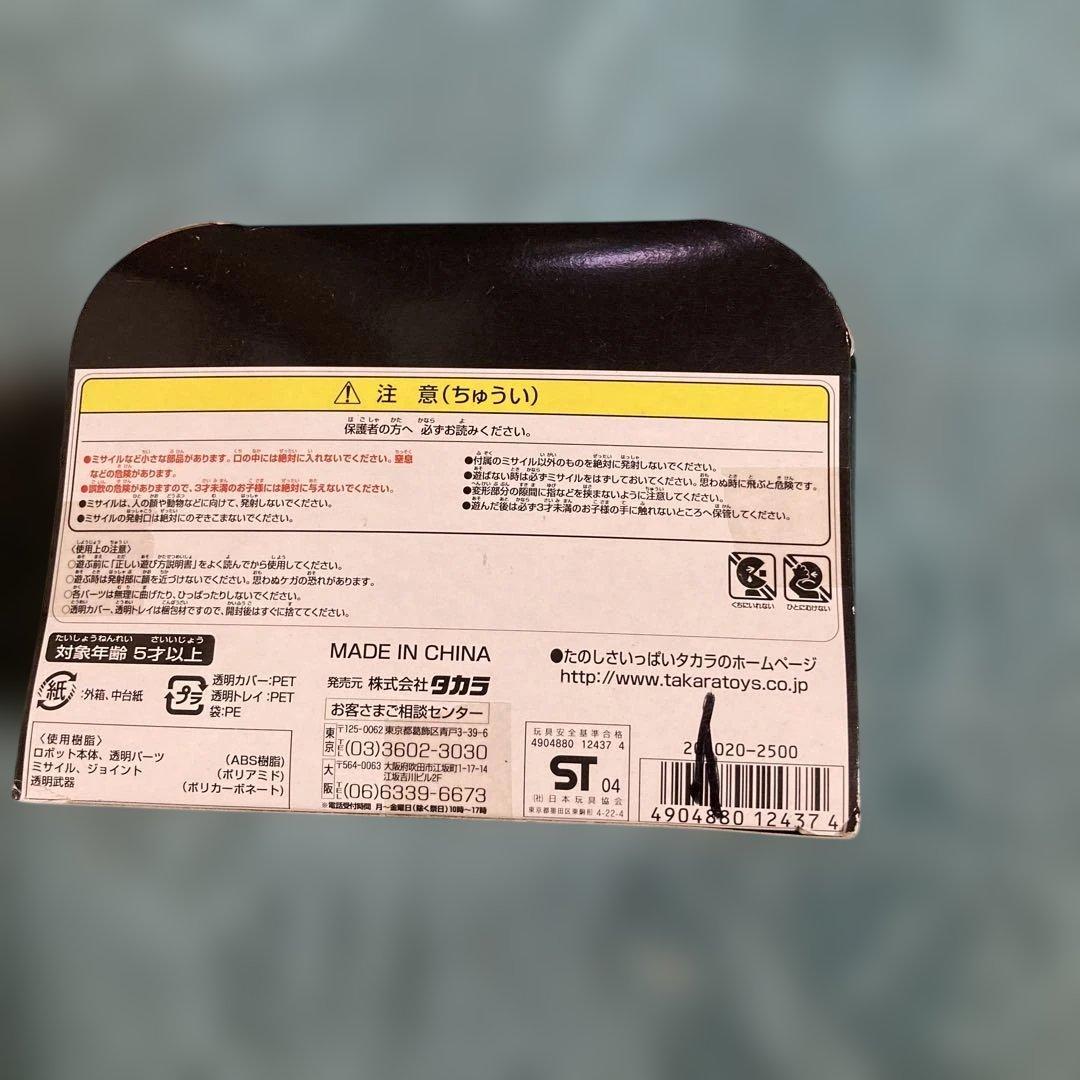 注 意(ちゅうい)
保護者の方へ 必ずお読みください。
●ミサイルなど小さな部品があります。口の中には絶対に入れないでください。窒息
などの危険があります。
●誤飲の危険がありますので、3才未満のお子様には絶対に与えないでください。
●ミサイルは、人の顔や動物などに向けて、発射しないでください。
●ミサイルの発射口は絶対にのぞきこまないでください。
●付属のミサイル以外のものを絶対に発射しないでください。
●遊ばない時は必ずミサイルをはずしておいてください。思わぬ時に飛ぶと危険です。
●変形部分の隙間に指などを挟まないように注意してください。
●遊んだ後は必ず3才未満のお子様の手に触れないところへ保管してください。
〈使用上の注意〉
○遊ぶ前に「正しい遊び方説明書」をよく読んでから使用してください。
○遊ぶ時は発射部に顔を近づけないでください。思わぬケガの恐れがあります。
○各パーツは無理に曲げたり、ひっぱったりしないでください。
○透明カバー、透明トレイは梱包材ですので、開封後はすぐに捨ててください。
くちにいれない
ひとにむけない
たいしょうねんれい さいいじょう
対象年齢 5才以上
紙
:外箱、中台紙
プラ
透明カバー:PET
透明トレイ:PET
袋:PE
〈使用樹脂〉
ロボット本体、透明パーツ (ABS樹脂)
ミサイル、ジョイント (ポリアミド)
透明武器 (ポリカーボネート)
MADE IN CHINA
発売元 株式会社タカラ
お客さまご相談センター
東京 〒125-0062 東京都葛飾区青戸3-39-6
TEL (03)3602-3030
大阪 〒564-0063 大阪府吹田市江坂町1-17-14
江坂吉川ビル2F
TEL (06)6339-6673
※電話受付時間 月〜金曜日(除く祭日)10時〜17時
●たのしさいっぱいタカラのホームページ
http://www.takaratoys.co.jp
玩具安全基準合格
4904880 12437 4
ST 04
(社)日本玩具協会
東京都墨田区東駒形 4-22-4
020-2500
4904880 12437 4